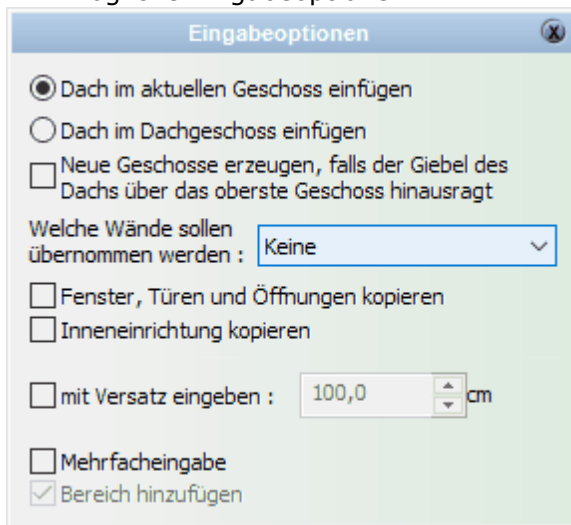 Eingabeoptionen
Dach im aktuellen Geschoss einfügen
Dach im Dachgeschoss einfügen
Neue Geschosse erzeugen, falls der Giebel des
Dachs über das oberste Geschoss hinausragt
Welche Wände sollen
übernommen werden :
Keine
Fenster, Türen und Öffnungen kopieren
Inneneinrichtung kopieren
mit Versatz eingeben : 100,0 cm
Mehrfacheingabe
Bereich hinzufügen